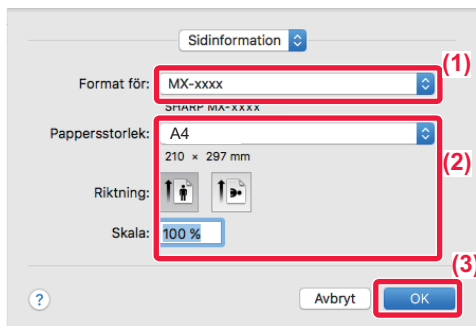 Sidinformation
(1)
Format för: MX-xxxx
SHARP MX-xxxx
Pappersstorlek: A4
210 × 297 mm
(2)
Riktning:
Skala: 100 %
(3)
? Avbryt OK